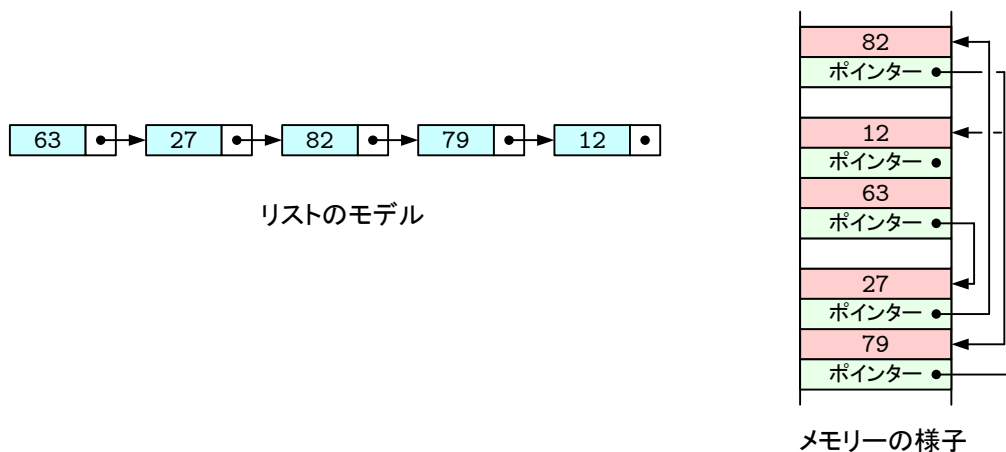 63 27 82 79 12
リストのモデル
82
ポインター
12
ポインター
63
ポインター
27
ポインター
79
ポインター
メモリーの様子